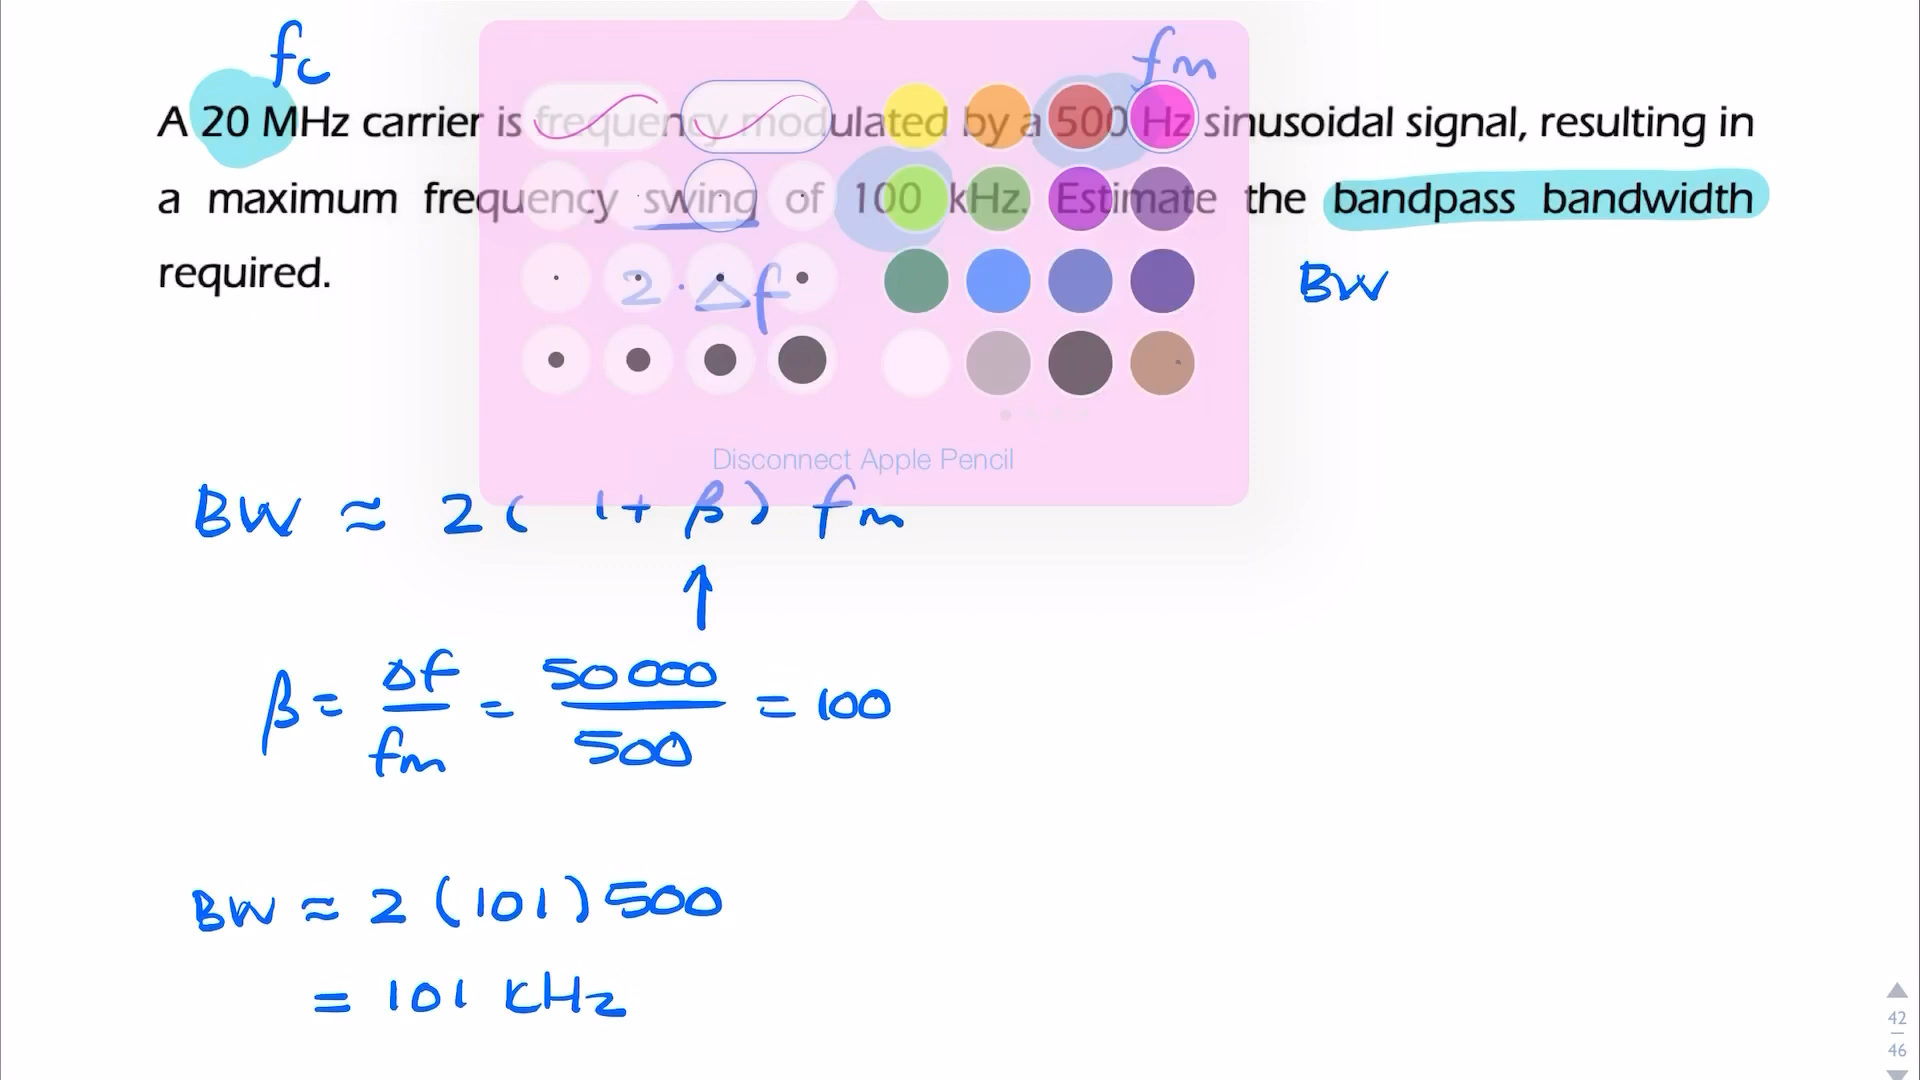 fc
fm
A 20 MHz carrier is frequency modulated by a 500 Hz sinusoidal signal, resulting in
a maximum frequency swing of 100 kHz. Estimate the bandpass bandwidth
required.
2·Δf
BW
Disconnect Apple Pencil
BW ≈ 2( 1+ β) fm
↑
β = Δf/fm = 50000/500 = 100
BW ≈ 2 (101) 500
= 101 KHz
42
46